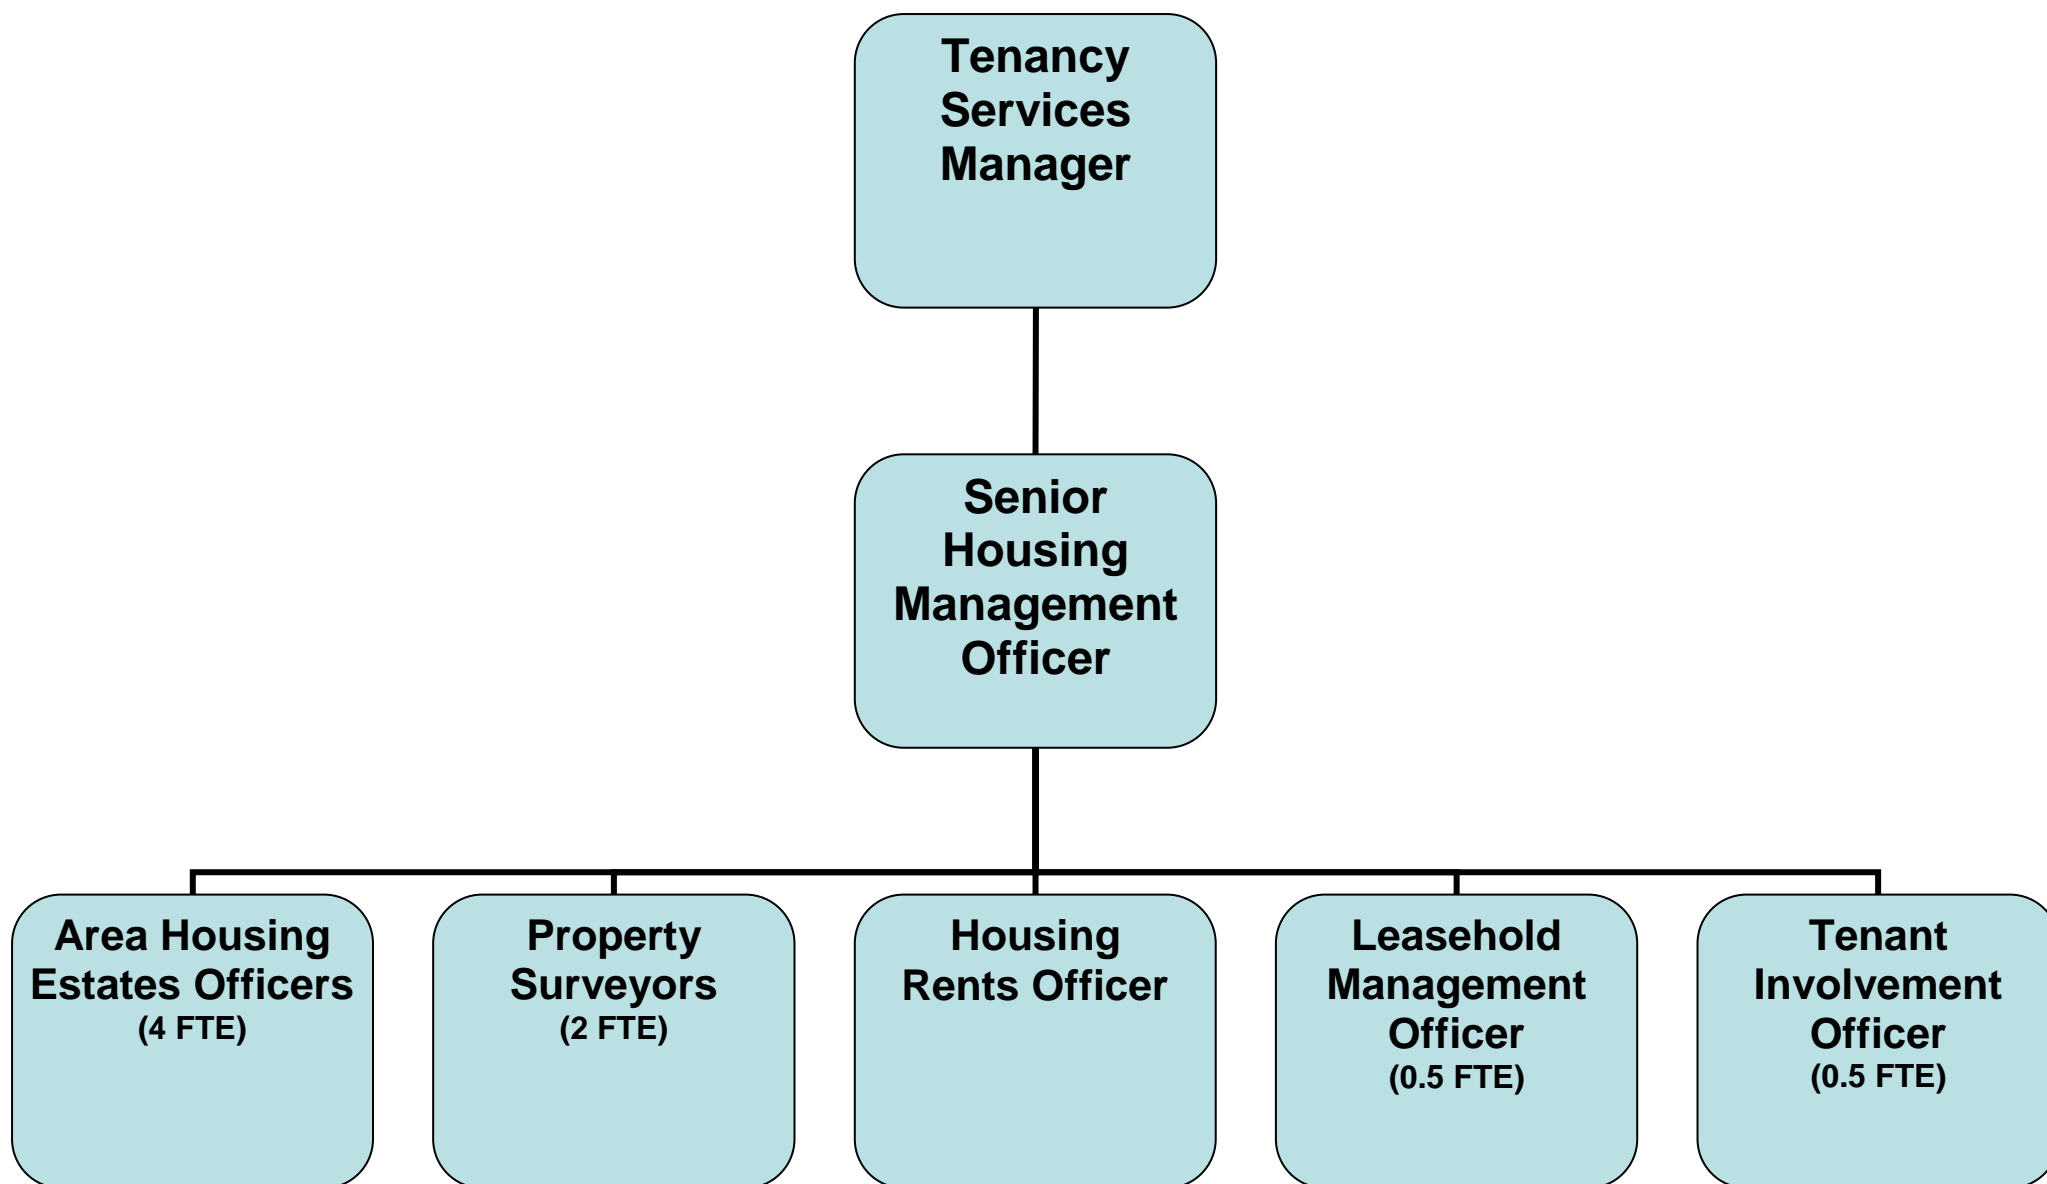 Tenancy
Services
Manager
Senior
Housing
Management
Officer
Area Housing
Estates Officers
(4 FTE)
Property
Surveyors
(2 FTE)
Housing
Rents Officer
Leasehold
Management
Officer
(0.5 FTE)
Tenant
Involvement
Officer
(0.5 FTE)